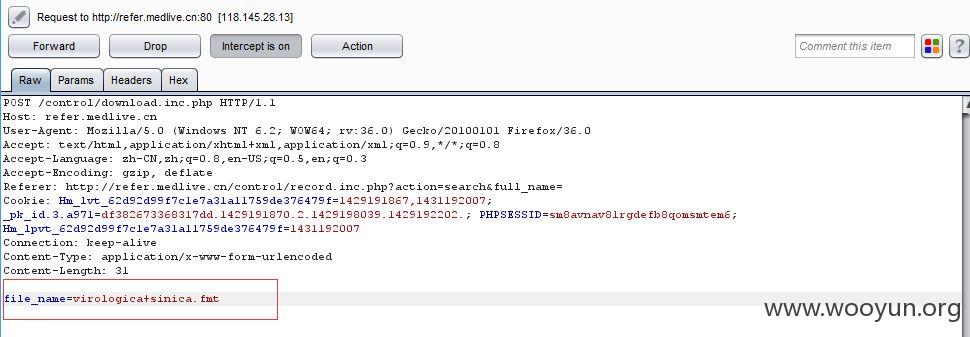 Request to http://refer.medlive.cn:80 [118.145.28.13]
Forward Drop Intercept is on Action Comment this item ?
Raw Params Headers Hex
POST /control/download.inc.php HTTP/1.1
Host: refer.medlive.cn
User-Agent: Mozilla/5.0 (Windows NT 6.2; WOW64; rv:36.0) Gecko/20100101 Firefox/36.0
Accept: text/html,application/xhtml+xml,application/xml;q=0.9,*/*;q=0.8
Accept-Language: zh-CN,zh;q=0.8,en-US;q=0.5,en;q=0.3
Accept-Encoding: gzip, deflate
Referer: http://refer.medlive.cn/control/record.inc.php?action=search&full_name=
Cookie: Hm_lvt_62d92d99f7c1e7a31a11759de376479f=1429191867,1431192007;
_pk_id.3.a971=df382673368317dd.1429191870.2.1429198039.1429192202.; PHPSESSID=sm8avnav8lrgdefb8qomsmtem6;
Hm_lpvt_62d92d99f7c1e7a31a11759de376479f=1431192007
Connection: keep-alive
Content-Type: application/x-www-form-urlencoded
Content-Length: 31
file_name=virologica+sinica.fmt
www.wooyun.org